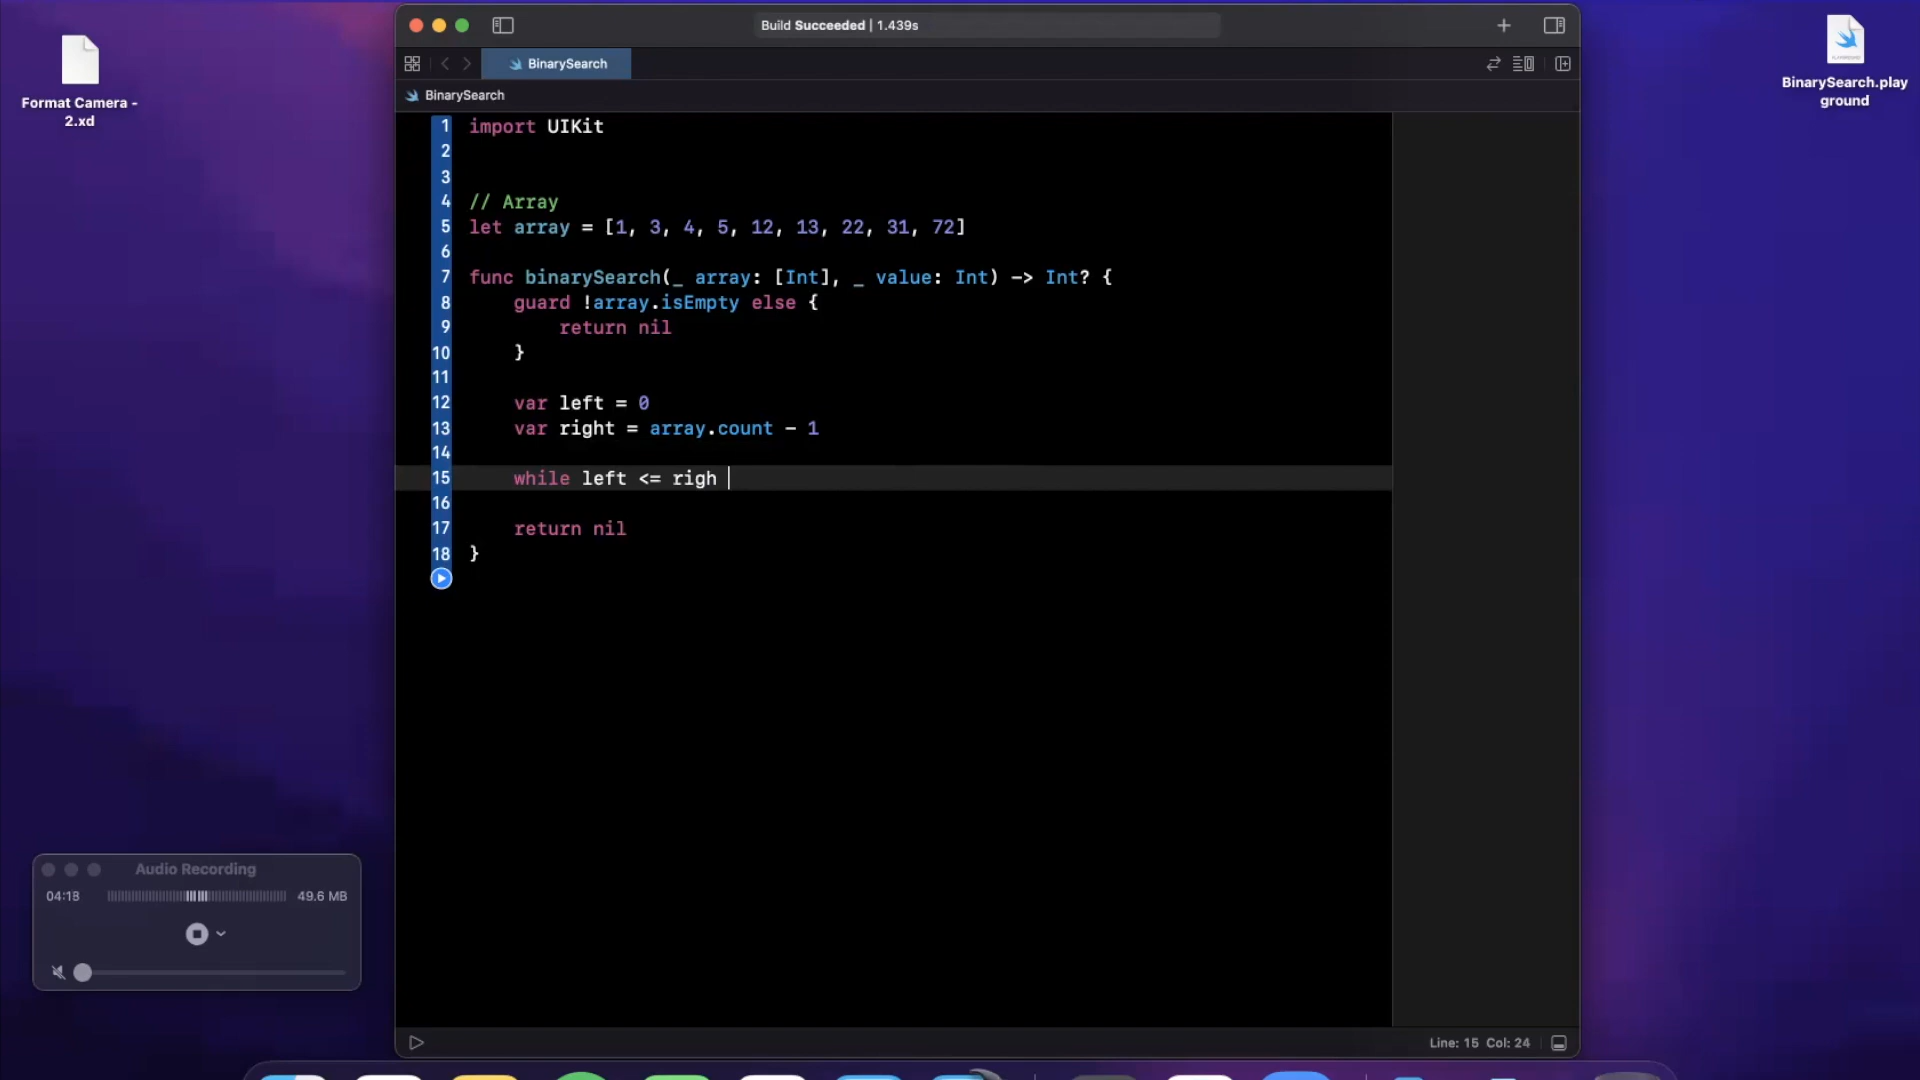 Build Succeeded | 1.439s
BinarySearch
BinarySearch
1 import UIKit
2
3
4 // Array
5 let array = [1, 3, 4, 5, 12, 13, 22, 31, 72]
6
7 func binarySearch(_ array: [Int], _ value: Int) -> Int? {
8 guard !array.isEmpty else {
9 return nil
10 }
11
12 var left = 0
13 var right = array.count - 1
14
15 while left <= righ
16
17 return nil
18 }
Line: 15 Col: 24
Format Camera -
2.xd
BinarySearch.play
ground
Audio Recording
04:18 49.6 MB